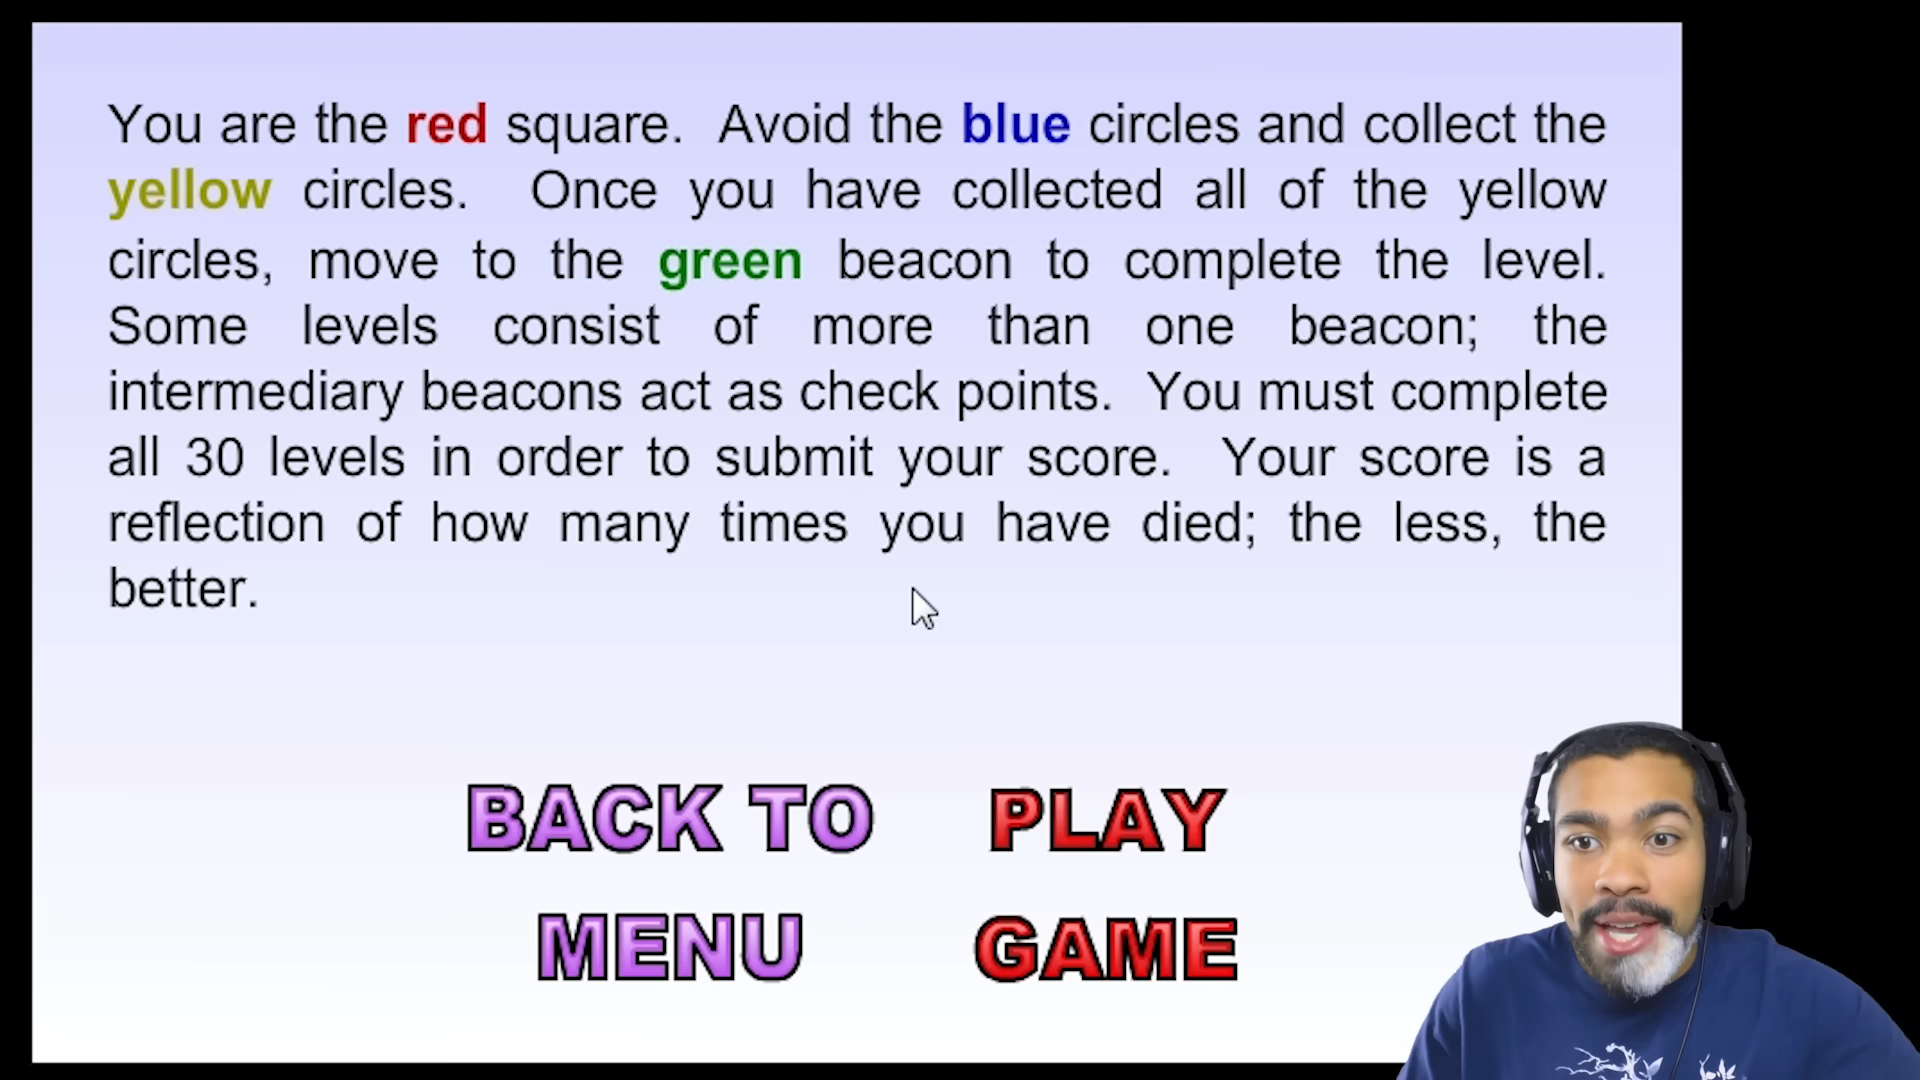 You are the red square. Avoid the blue circles and collect the
yellow circles. Once you have collected all of the yellow
circles, move to the green beacon to complete the level.
Some levels consist of more than one beacon; the
intermediary beacons act as check points. You must complete
all 30 levels in order to submit your score. Your score is a
reflection of how many times you have died; the less, the
better.
BACK TO
MENU
PLAY
GAME